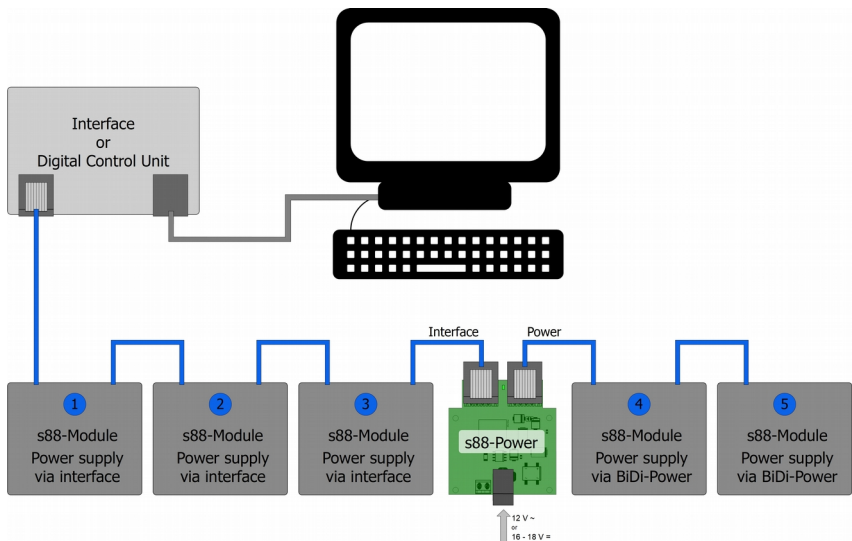 Interface
or
Digital Control Unit
Interface
Power
1
s88-Module
Power supply
via interface
2
s88-Module
Power supply
via interface
3
s88-Module
Power supply
via interface
s88-Power
4
s88-Module
Power supply
via BiDi-Power
5
s88-Module
Power supply
via BiDi-Power
12 V ~
or
16 - 18 V =